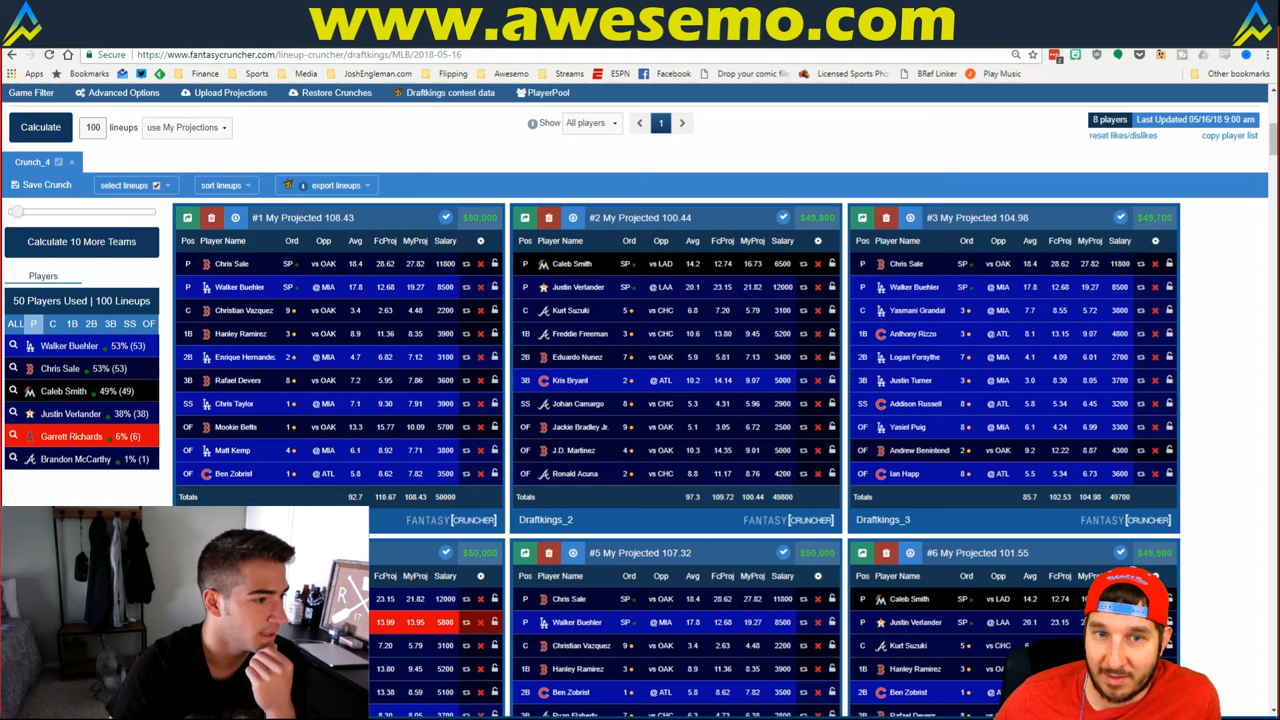 www.awesemo.com
Secure https://www.fantasycruncher.com/lineup-cruncher/draftkings/MLB/2018-05-16
Apps Bookmarks Finance Sports Media JoshEngleman.com Flipping Awesemo Streams ESPN Facebook Drop your comic file Licensed Sports Pho BRef Linker Play Music Other bookmarks
Game Filter Advanced Options Upload Projections Restore Crunches Draftkings contest data PlayerPool
Calculate 100 lineups use My Projections Show All players 1 8 players Last Updated 05/16/18 9:00 am
reset likes/dislikes copy player list
Crunch_4
Save Crunch select lineups sort lineups export lineups
Calculate 10 More Teams
Players
50 Players Used | 100 Lineups
ALL P C 1B 2B 3B SS OF
Walker Buehler 53% (53)
Chris Sale 53% (53)
Caleb Smith 49% (49)
Justin Verlander 38% (38)
Garrett Richards 6% (6)
Brandon McCarthy 1% (1)
#1 My Projected 108.43 $50,000
Pos Player Name Ord Opp Avg FcProj MyProj Salary
P Chris Sale SP vs OAK 18.4 28.62 27.82 11800
P Walker Buehler SP @ MIA 17.8 12.68 19.27 8500
C Christian Vazquez 9 vs OAK 3.4 2.63 4.48 2200
1B Hanley Ramirez 3 vs OAK 8.9 11.36 8.35 3900
2B Enrique Hernande 2 @ MIA 4.7 6.82 7.12 3100
3B Rafael Devers 8 vs OAK 7.2 5.95 7.86 3600
SS Chris Taylor 1 @ MIA 7.1 9.30 7.91 3900
OF Mookie Betts 1 vs OAK 13.3 15.77 10.09 5700
OF Matt Kemp 4 @ MIA 6.1 8.92 7.71 3800
OF Ben Zobrist 1 @ ATL 5.8 8.62 7.82 3500
Totals 92.7 110.67 108.43 50000
FANTASY CRUNCHER
#2 My Projected 100.44 $49,800
Pos Player Name Ord Opp Avg FcProj MyProj Salary
P Caleb Smith SP vs LAD 14.2 12.74 16.73 6500
P Justin Verlander SP @ LAA 20.1 23.15 21.82 12000
C Kurt Suzuki 5 vs CHC 6.8 7.20 5.79 3100
1B Freddie Freeman 3 vs CHC 10.6 13.80 9.45 5200
2B Eduardo Nunez 7 vs OAK 5.9 5.81 7.13 3400
3B Kris Bryant 2 @ ATL 10.2 14.14 9.07 5000
SS Johan Camargo 8 vs CHC 5.3 4.31 5.96 2900
OF Jackie Bradley Jr. 9 vs OAK 5.1 3.05 6.72 2500
OF J.D. Martinez 4 vs OAK 10.3 14.35 9.01 5000
OF Ronald Acuna 2 vs CHC 8.8 11.17 8.76 4200
Totals 97.3 109.72 100.44 49800
Draftkings_2 FANTASY CRUNCHER
#3 My Projected 104.98 $49,700
Pos Player Name Ord Opp Avg FcProj MyProj Salary
P Chris Sale SP vs OAK 18.4 28.62 27.82 11800
P Walker Buehler SP @ MIA 17.8 12.68 19.27 8500
C Yasmani Grandal 3 @ MIA 7.7 8.55 5.72 3800
1B Anthony Rizzo 3 @ ATL 8.1 13.15 9.07 4800
2B Logan Forsythe 7 @ MIA 4.1 4.09 6.01 2700
3B Justin Turner 3 @ MIA 3.0 8.30 8.05 3700
SS Addison Russell 8 @ ATL 5.8 5.34 5.98 3200
OF Yasiel Puig 6 @ MIA 6.1 4.24 6.99 3300
OF Andrew Benintend 2 vs OAK 9.2 12.22 8.87 4300
OF Ian Happ 8 @ ATL 5.5 5.34 6.73 3600
Totals 85.7 102.53 104.98 49700
Draftkings_3 FANTASY CRUNCHER
$50,000
FcProj MyProj Salary
23.15 21.82 12000
13.99 13.95 5800
7.20 5.79 3100
13.80 9.45 5200
13.38 8.59 5100
8.30 8.05 3700
#5 My Projected 107.32 $50,000
Pos Player Name Ord Opp Avg FcProj MyProj Salary
P Chris Sale SP vs OAK 18.4 28.62 27.82 11800
P Walker Buehler SP @ MIA 17.8 12.68 19.27 8500
C Christian Vazquez 9 vs OAK 3.4 2.63 4.48 2200
1B Hanley Ramirez 3 vs OAK 8.9 11.36 8.35 3900
2B Ben Zobrist 1 @ ATL 5.8 8.62 7.82 3500
3B Ryan Flaherty
#6 My Projected 101.55 $49,900
Pos Player Name Ord Opp Avg FcProj MyProj Salary
P Caleb Smith SP vs LAD 14.2 12.74
P Justin Verlander SP @ LAA 20.1 23.15
C Kurt Suzuki
1B Hanley Ramirez
2B Ben Zobrist
3B Rafael Devers